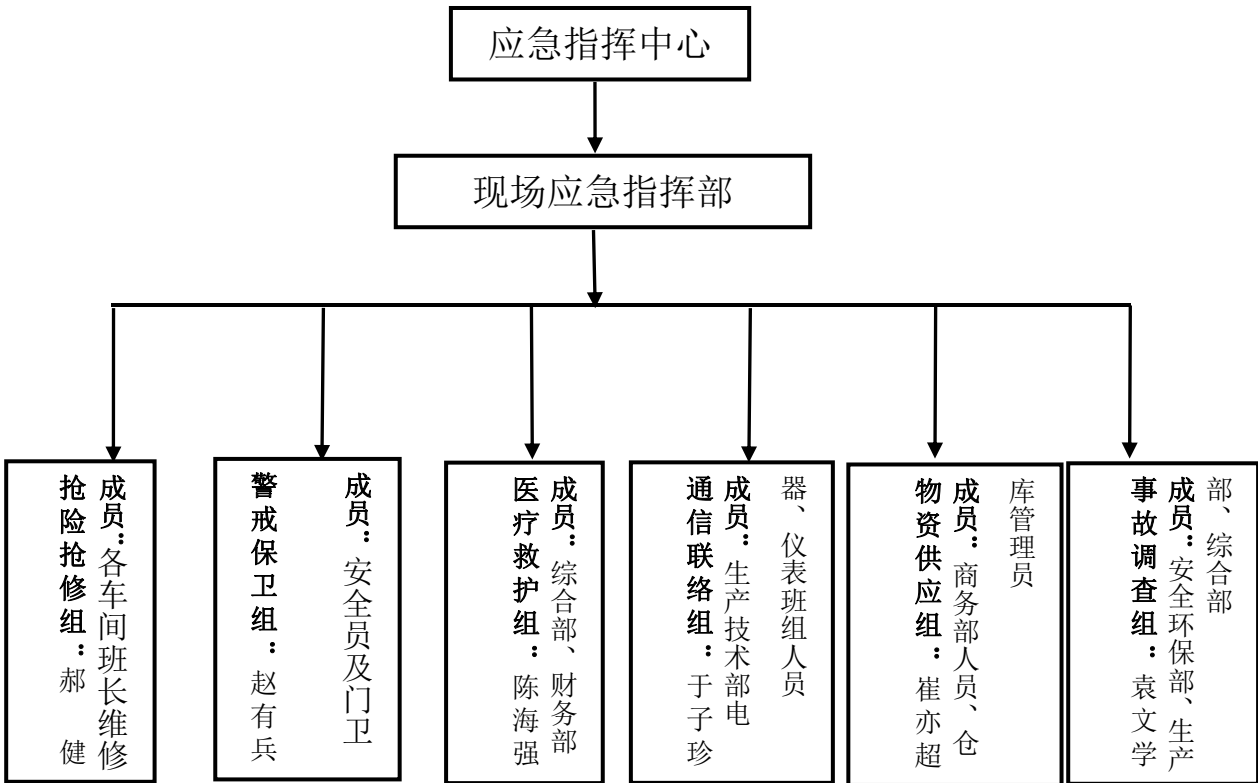 应急指挥中心
现场应急指挥部
抢险抢修组：郝　健
成员：各车间班长维修
警戒保卫组：赵有兵
成员：安全员及门卫
医疗救护组：陈海强
成员：综合部、财务部
通信联络组：于子珍
成员：生产技术部电
器、仪表班组人员
物资供应组：崔亦超
成员：商务部人员、仓
库管理员
事故调查组：袁文学
成员：安全环保部、生产
部、综合部